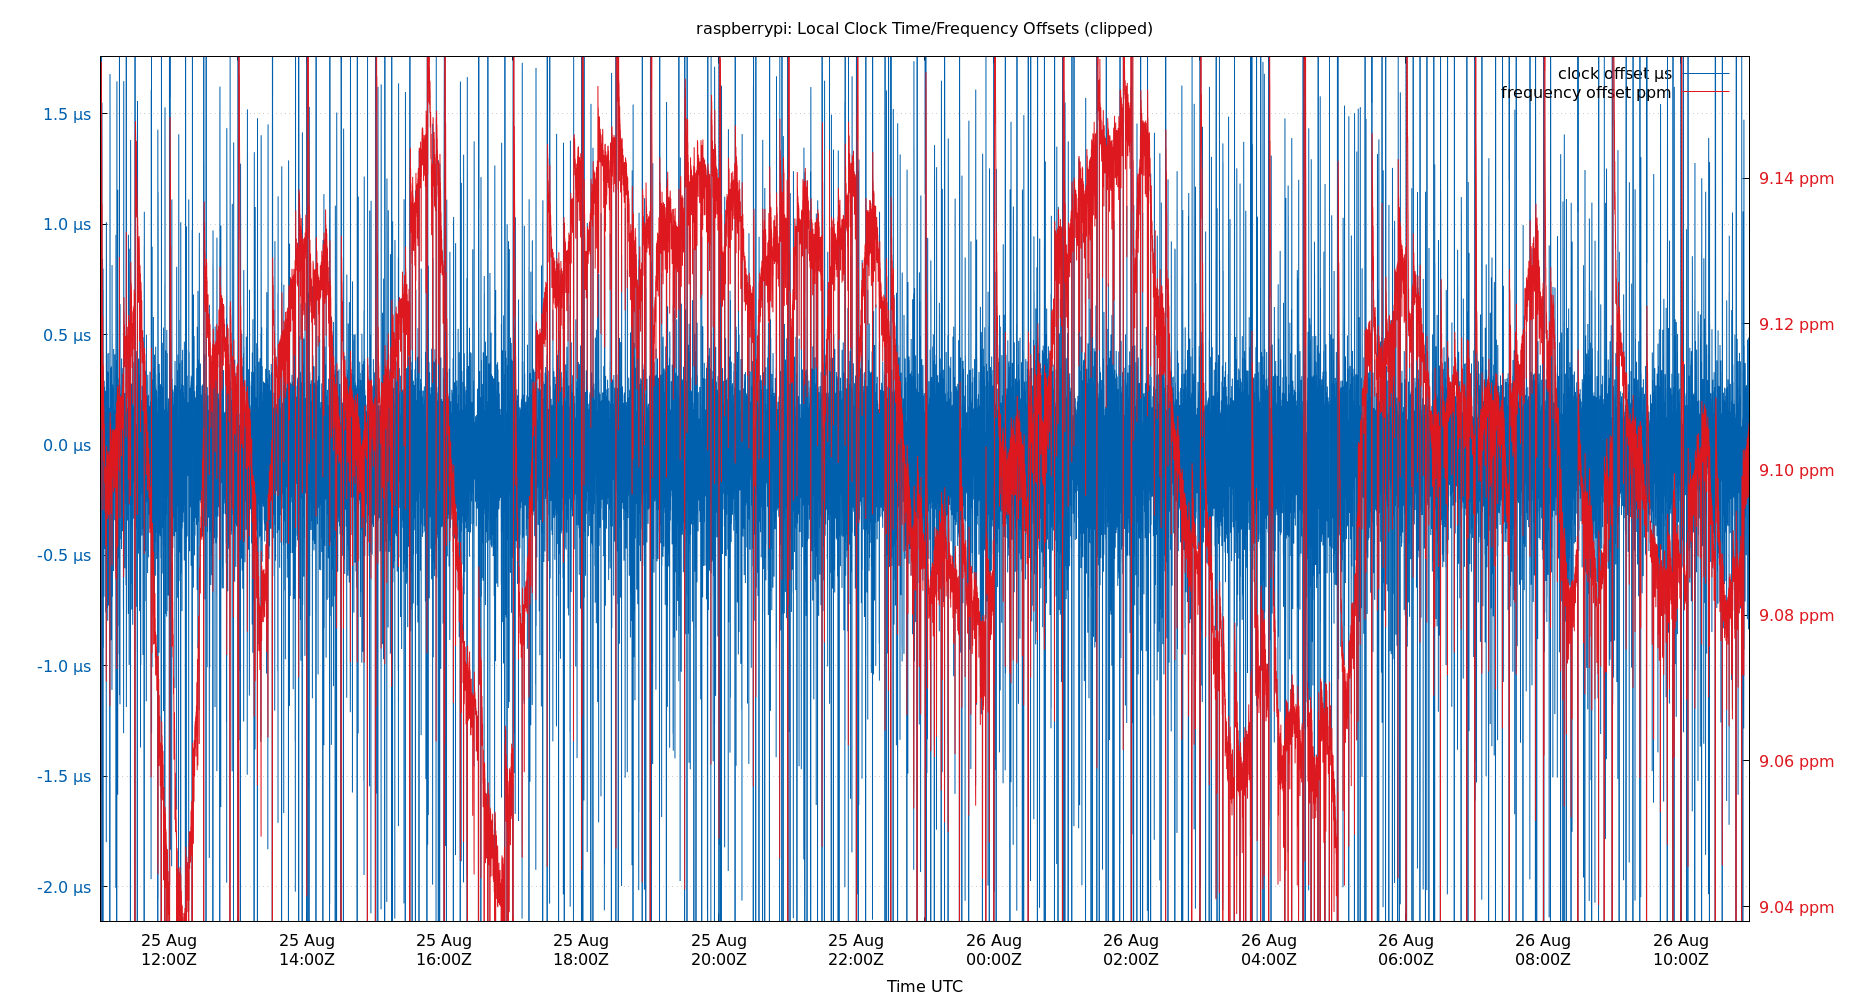 raspberrypi: Local Clock Time/Frequency Offsets (clipped)
clock offset µs
frequency offset ppm
1.5 µs
1.0 µs
0.5 µs
0.0 µs
-0.5 µs
-1.0 µs
-1.5 µs
-2.0 µs
9.14 ppm
9.12 ppm
9.10 ppm
9.08 ppm
9.06 ppm
9.04 ppm
25 Aug 25 Aug 25 Aug 25 Aug 25 Aug 25 Aug 26 Aug 26 Aug 26 Aug 26 Aug 26 Aug 26 Aug
12:00Z 14:00Z 16:00Z 18:00Z 20:00Z 22:00Z 00:00Z 02:00Z 04:00Z 06:00Z 08:00Z 10:00Z
Time UTC